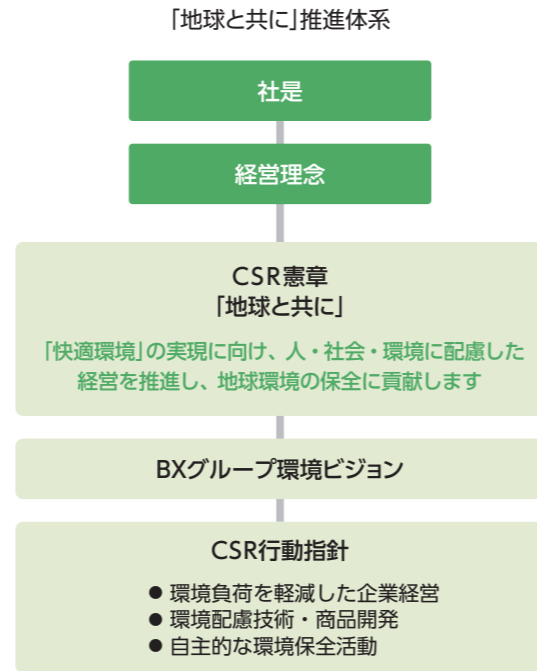 「地球と共に」推進体系
社是
経営理念
CSR憲章
「地球と共に」
「快適環境」の実現に向け、人・社会・環境に配慮した
経営を推進し、地球環境の保全に貢献します
BXグループ環境ビジョン
CSR行動指針
● 環境負荷を軽減した企業経営
● 環境配慮技術・商品開発
● 自主的な環境保全活動